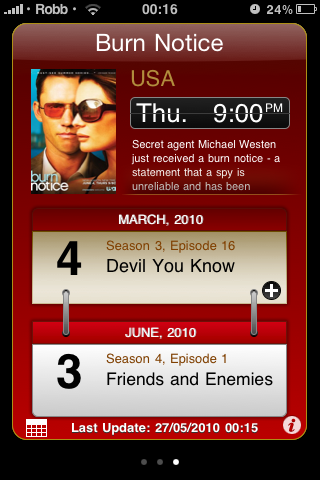 Robb
00:16
24%
Burn Notice
USA
Thu. 9:00 PM
Secret agent Michael Westen
just received a burn notice - a
statement that a spy is
unreliable and has been
burn
notice
MARCH, 2010
4
Season 3, Episode 16
Devil You Know
JUNE, 2010
3
Season 4, Episode 1
Friends and Enemies
Last Update: 27/05/2010 00:15
i